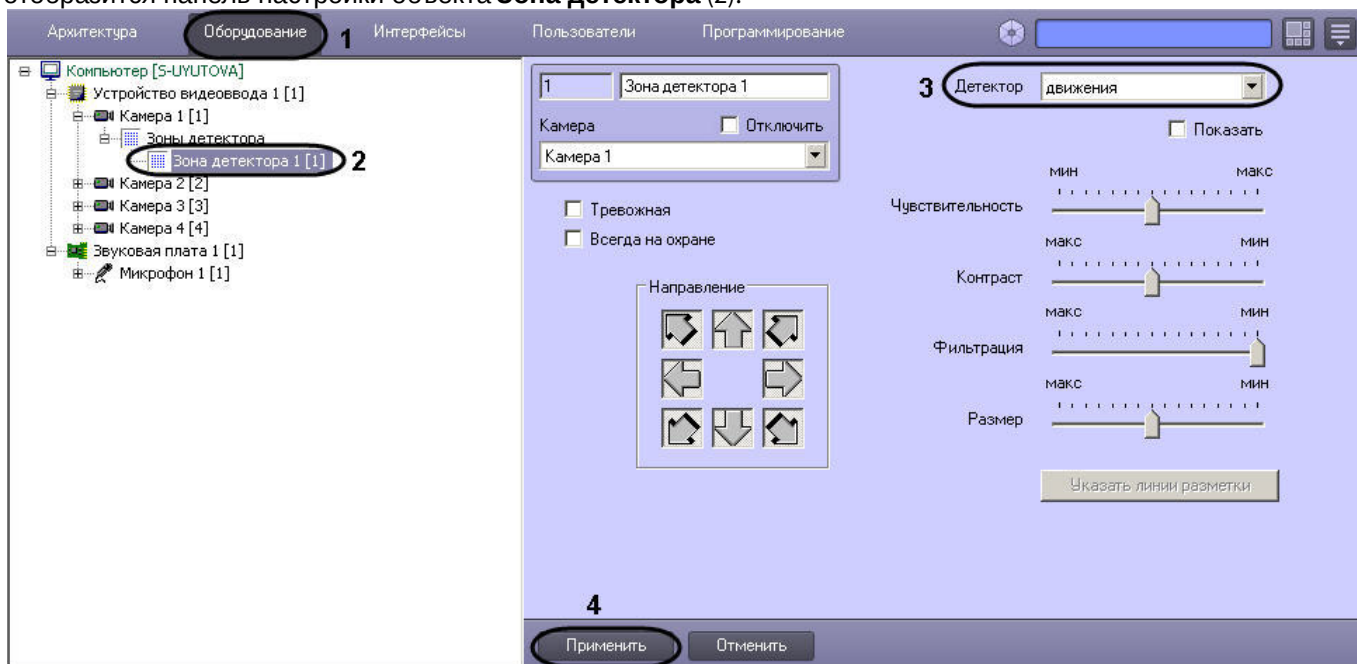 отобразится панель настройки объекта Зона детектора (2).
Архитектура Оборудование 1 Интерфейсы Пользователи Программирование
Компьютер [S-UYUTOVA]
Устройство видеоввода 1 [1]
Камера 1 [1]
Зоны детектора
Зона детектора 1 [1] 2
Камера 2 [2]
Камера 3 [3]
Камера 4 [4]
Звуковая плата 1 [1]
Микрофон 1 [1]
1 Зона детектора 1
Камера Отключить
Камера 1
Тревожная
Всегда на охране
Направление
3 Детектор движения
Показать
мин макс
Чувствительность
макс мин
Контраст
макс мин
Фильтрация
макс мин
Размер
Указать линии разметки
4
Применить Отменить